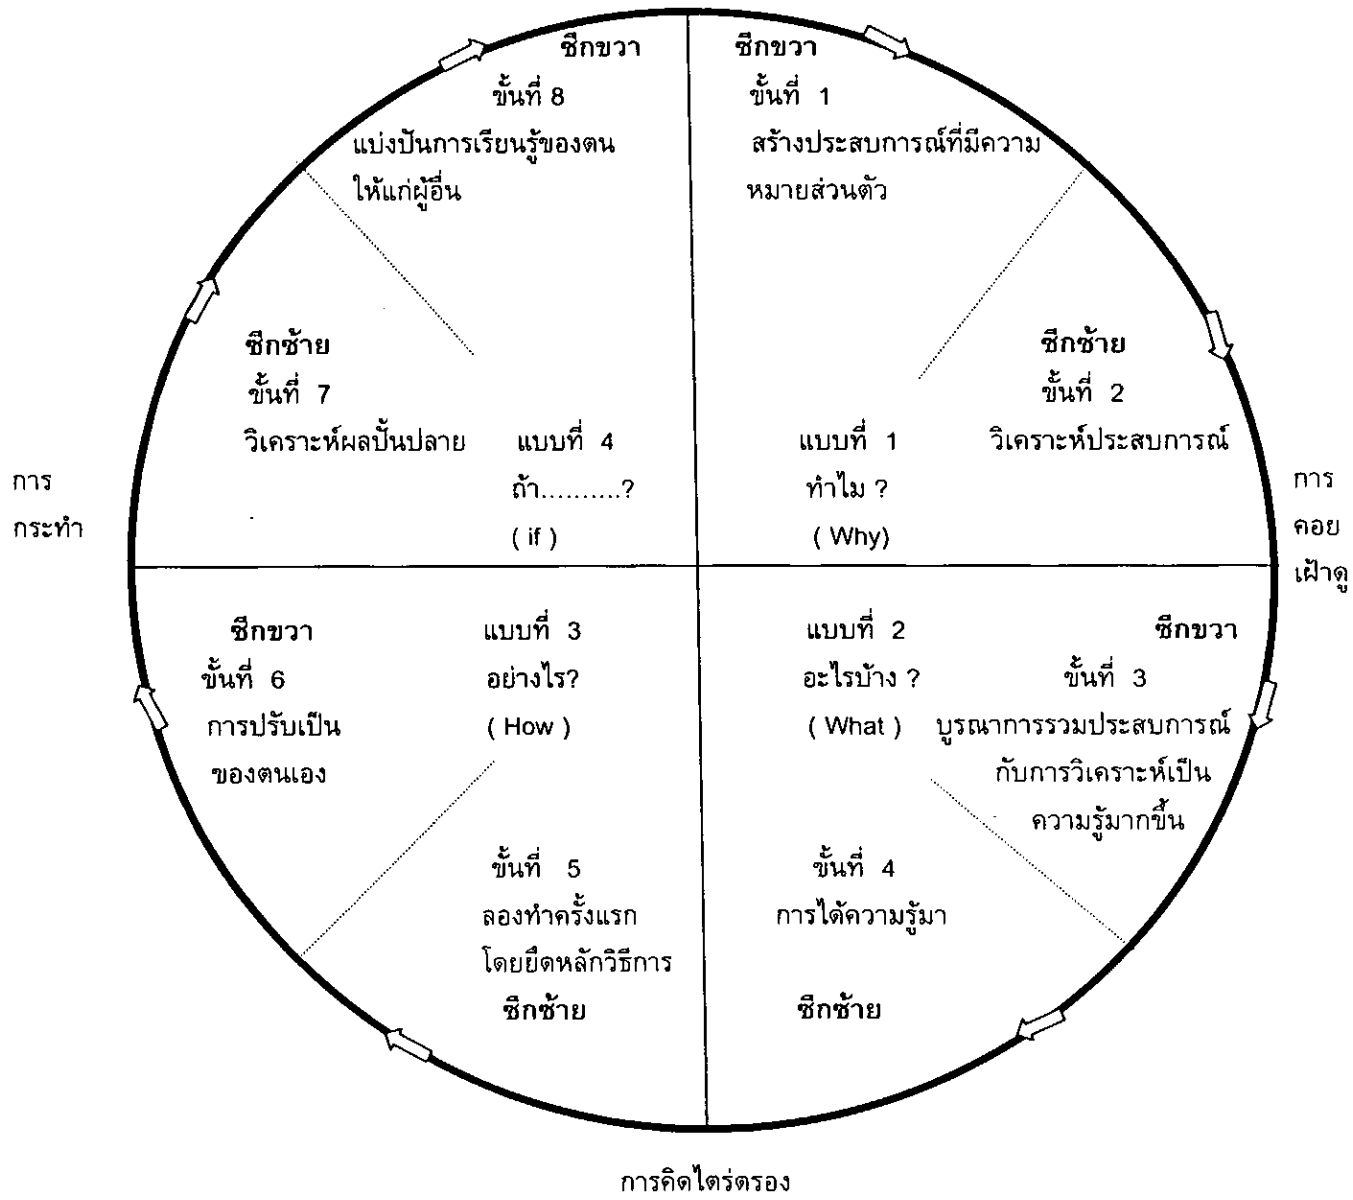 ซีกขวา
ขั้นที่ 8
แบ่งปันการเรียนรู้ของตน
ให้แก่ผู้อื่น
ซีกขวา
ขั้นที่ 1
สร้างประสบการณ์ที่มีความ
หมายส่วนตัว
ซีกซ้าย
ขั้นที่ 7
วิเคราะห์ผลปั้นปลาย
แบบที่ 4
ถ้า..........?
( if )
แบบที่ 1
ทำไม ?
( Why)
ซีกซ้าย
ขั้นที่ 2
วิเคราะห์ประสบการณ์
การ
กระทำ
การ
คอย
เฝ้าดู
ซีกขวา
ขั้นที่ 6
การปรับเป็น
ของตนเอง
แบบที่ 3
อย่างไร?
( How )
แบบที่ 2
อะไรบ้าง ?
( What )
ซีกขวา
ขั้นที่ 3
บูรณาการรวมประสบการณ์
กับการวิเคราะห์เป็น
ความรู้มากขึ้น
ขั้นที่ 5
ลองทำครั้งแรก
โดยยึดหลักวิธีการ
ซีกซ้าย
ขั้นที่ 4
การได้ความรู้มา
ซีกซ้าย
การคิดไตร่ตรอง